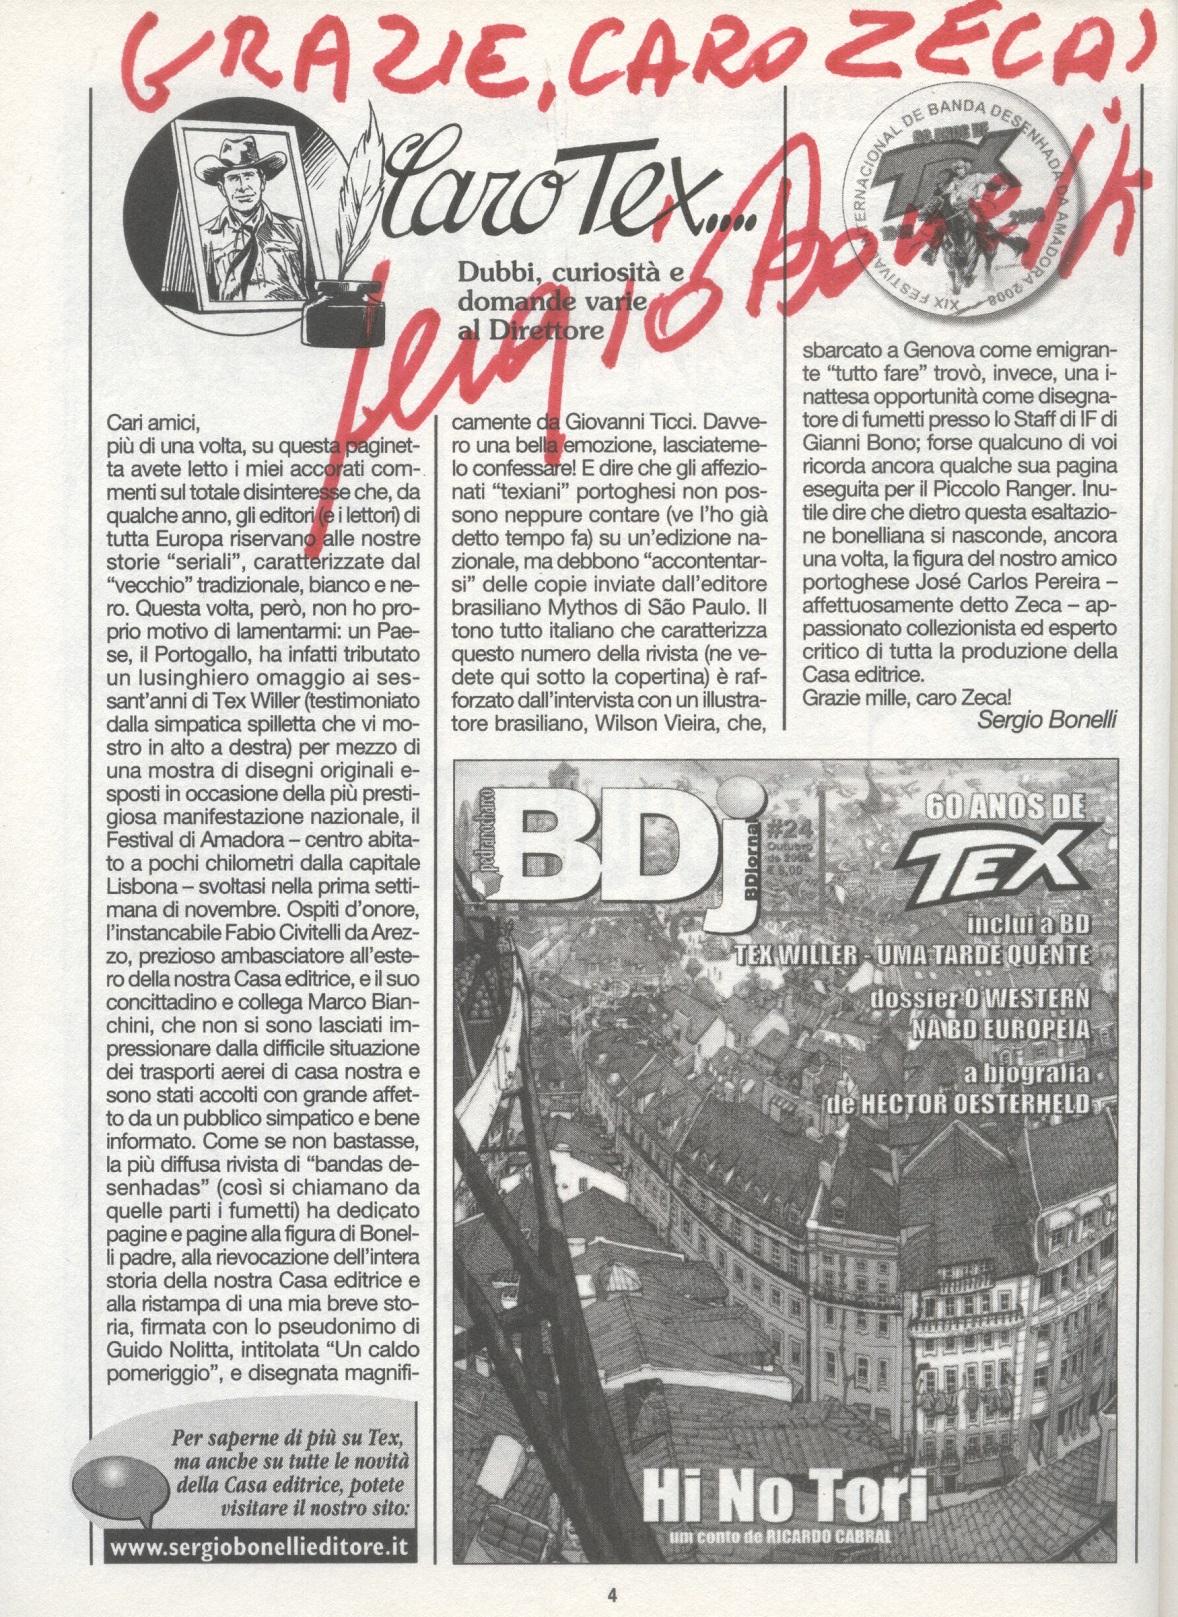 GRAZIE, CARO ZECA!
Sergio Bonelli
Caro Tex....
Dubbi, curiosità e
domande varie
al Direttore
XIX FESTIVAL INTERNACIONAL DE BANDA DESENHADA DA AMADORA 2008
60 ANOS DE
TEX
Cari amici,
più di una volta, su questa paginet-
ta avete letto i miei accorati com-
menti sul totale disinteresse che, da
qualche anno, gli editori (e i lettori) di
tutta Europa riservano alle nostre
storie “seriali”, caratterizzate dal
“vecchio” tradizionale, bianco e ne-
ro. Questa volta, però, non ho pro-
prio motivo di lamentarmi: un Pae-
se, il Portogallo, ha infatti tributato
un lusinghiero omaggio ai ses-
sant’anni di Tex Willer (testimoniato
dalla simpatica spilletta che vi mo-
stro in alto a destra) per mezzo di
una mostra di disegni originali e-
sposti in occasione della più presti-
giosa manifestazione nazionale, il
Festival di Amadora – centro abita-
to a pochi chilometri dalla capitale
Lisbona – svoltasi nella prima setti-
mana di novembre. Ospiti d’onore,
l’instancabile Fabio Civitelli da Arez-
zo, prezioso ambasciatore all’este-
ro della nostra Casa editrice, e il suo
concittadino e collega Marco Bian-
chini, che non si sono lasciati im-
pressionare dalla difficile situazione
dei trasporti aerei di casa nostra e
sono stati accolti con grande affet-
to da un pubblico simpatico e bene
informato. Come se non bastasse,
la più diffusa rivista di “bandas de-
senhadas” (così si chiamano da
quelle parti i fumetti) ha dedicato
pagine e pagine alla figura di Bonel-
li padre, alla rievocazione dell’intera
storia della nostra Casa editrice e
alla ristampa di una mia breve sto-
ria, firmata con lo pseudonimo di
Guido Nolitta, intitolata “Un caldo
pomeriggio”, e disegnata magnifi-
camente da Giovanni Ticci. Davve-
ro una bella emozione, lasciateme-
lo confessare! E dire che gli affezio-
nati “texiani” portoghesi non pos-
sono neppure contare (ve l’ho già
detto tempo fa) su un’edizione na-
zionale, ma debbono “accontentar-
si” delle copie inviate dall’editore
brasiliano Mythos di São Paulo. Il
tono tutto italiano che caratterizza
questo numero della rivista (ne ve-
dete qui sotto la copertina) è raf-
forzato dall’intervista con un illustra-
tore brasiliano, Wilson Vieira, che,
sbarcato a Genova come emigran-
te “tutto fare” trovò, invece, una i-
nattesa opportunità come disegna-
tore di fumetti presso lo Staff di IF di
Gianni Bono; forse qualcuno di voi
ricorda ancora qualche sua pagina
eseguita per il Piccolo Ranger. Inu-
tile dire che dietro questa esaltazio-
ne bonelliana si nasconde, ancora
una volta, la figura del nostro amico
portoghese José Carlos Pereira –
affettuosamente detto Zeca – ap-
passionato collezionista ed esperto
critico di tutta la produzione della
Casa editrice.
Grazie mille, caro Zeca!
Sergio Bonelli
pedranocharco
BDj
BDjornal
#24
Outubro
de 2008
60 ANOS DE
TEX
inclui a BD
TEX WILLER - UMA TARDE QUENTE
dossier O WESTERN
NA BD EUROPEIA
a biografia
de HÉCTOR OESTERHELD
Hi No Tori
um conto de RICARDO CABRAL
Per saperne di più su Tex,
ma anche su tutte le novità
della Casa editrice, potete
visitare il nostro sito:
www.sergiobonellieditore.it
4